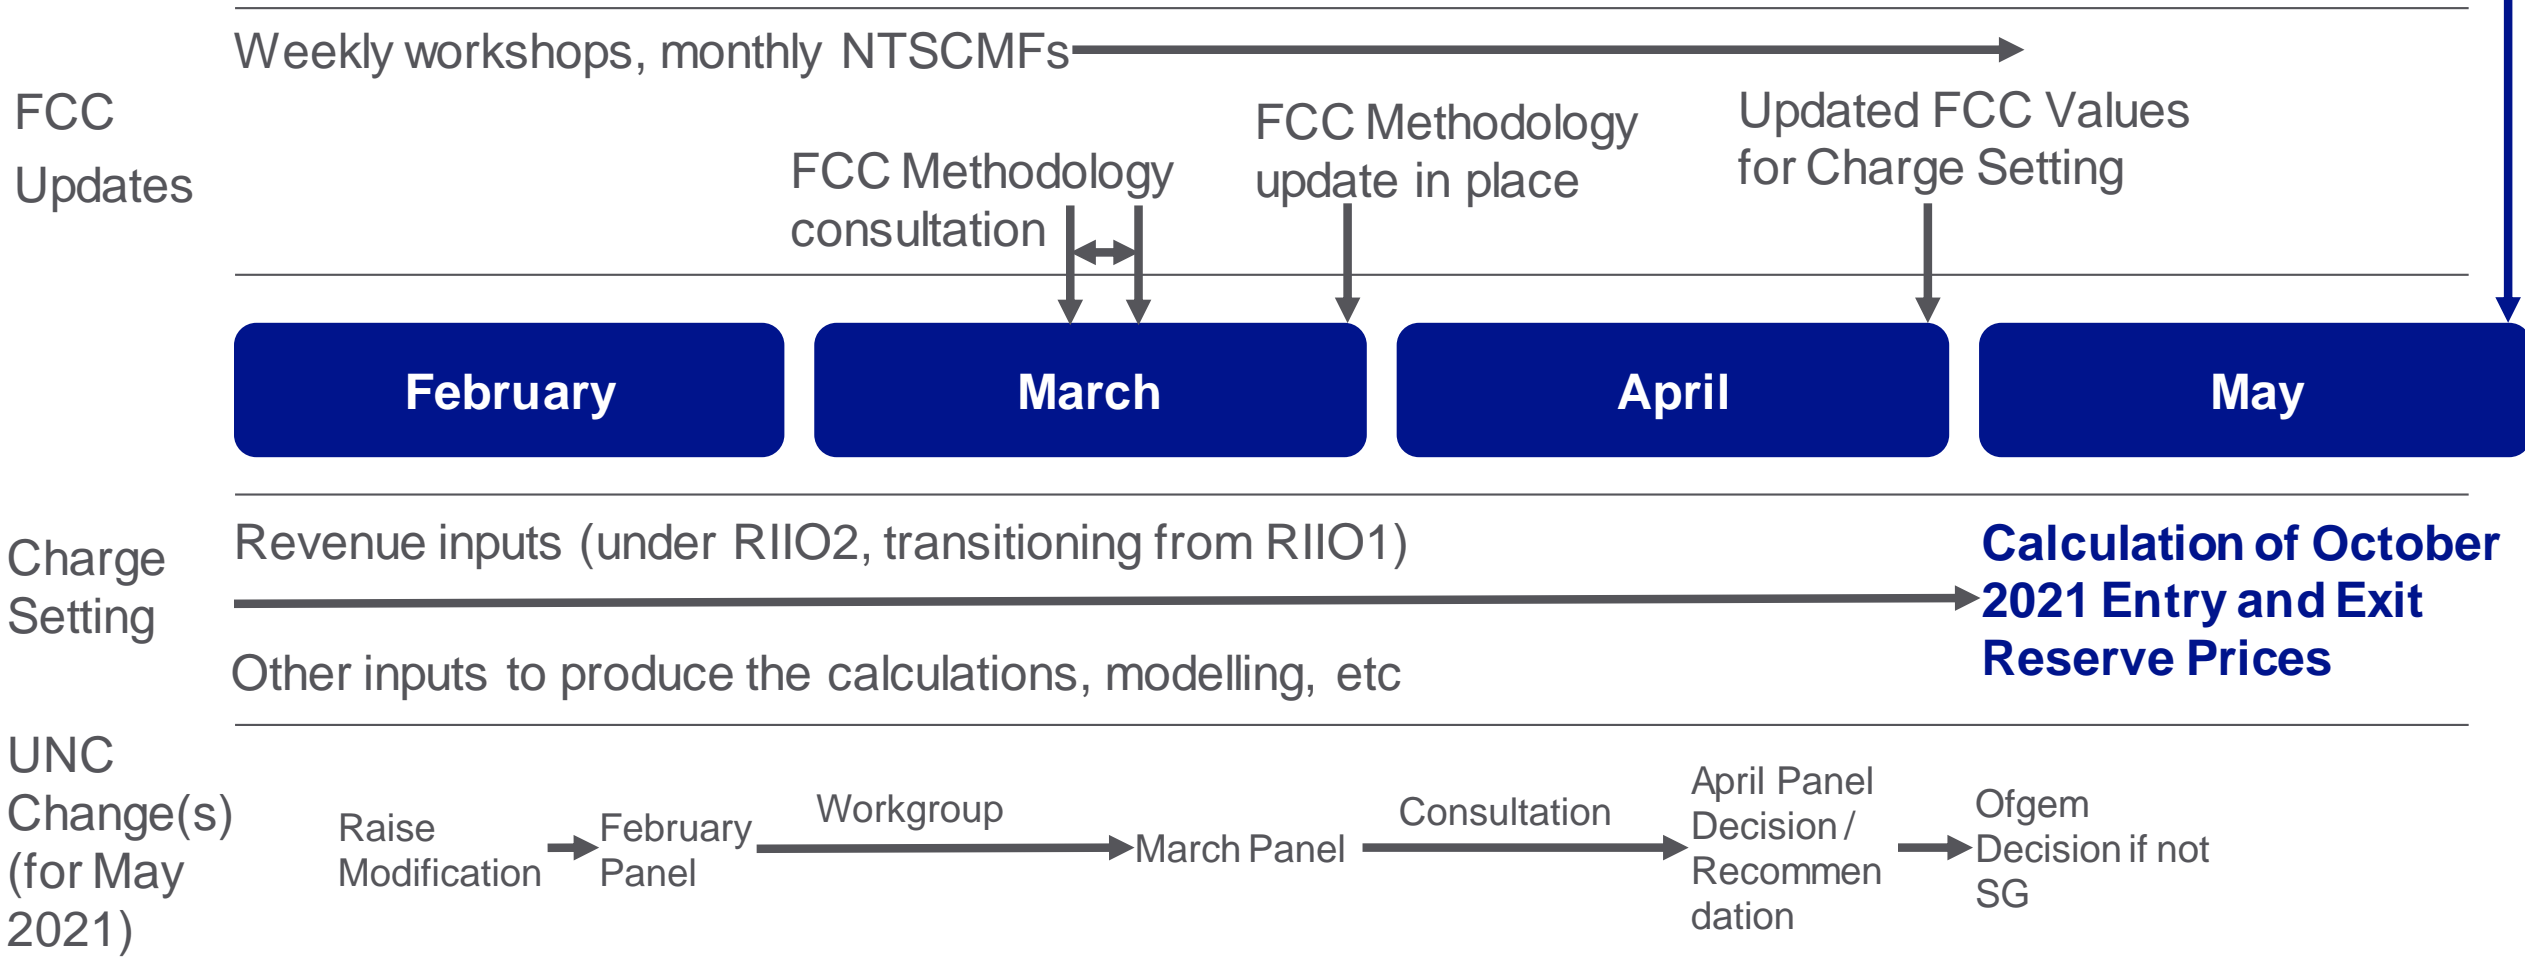 Weekly workshops, monthly NTSCMFs
FCC
Updates
FCC Methodology
consultation
FCC Methodology
update in place
Updated FCC Values
for Charge Setting
February
March
April
May
Charge
Setting
Revenue inputs (under RIIO2, transitioning from RIIO1)
Other inputs to produce the calculations, modelling, etc
Calculation of October
2021 Entry and Exit
Reserve Prices
UNC
Change(s)
(for May
2021)
Raise
Modification
February
Panel
Workgroup
March Panel
Consultation
April Panel
Decision /
Recommen
dation
Ofgem
Decision if not
SG